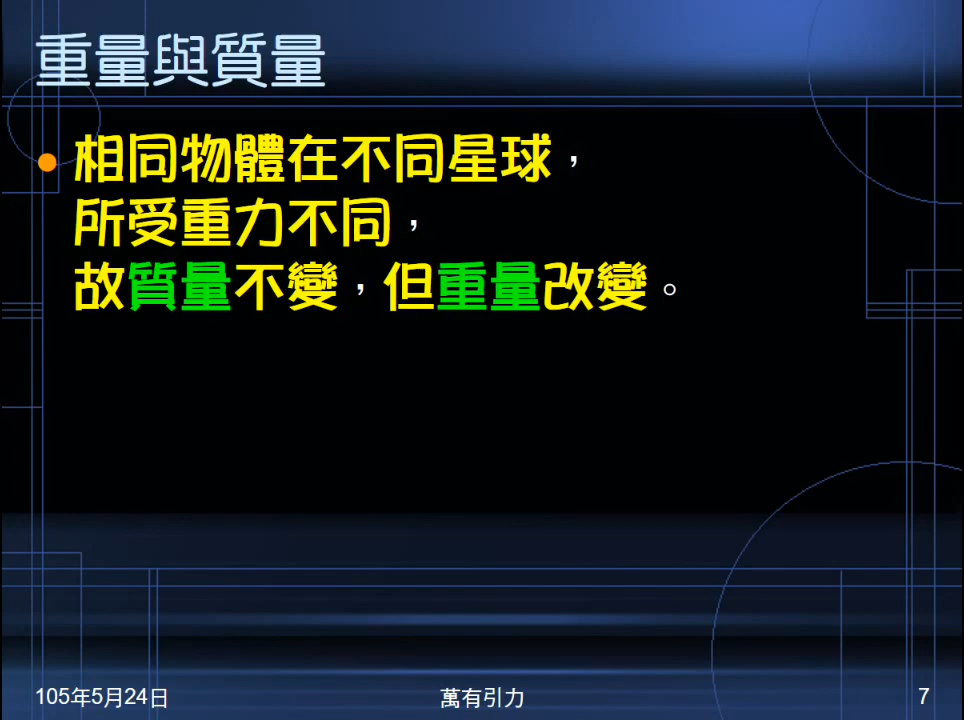 重量與質量
相同物體在不同星球，
所受重力不同，
故質量不變，但重量改變。
105年5月24日
萬有引力
7